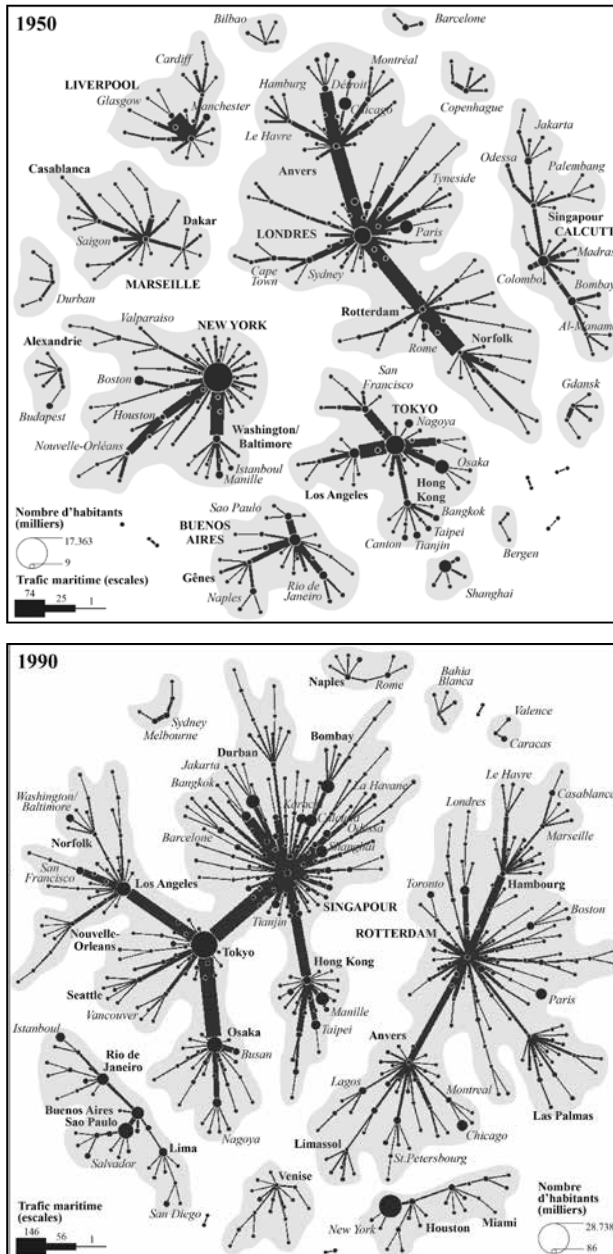 1950
Bilbao
Barcelone
Cardiff
LIVERPOOL
Glasgow
Manchester
Hamburg
Détroit
Montréal
Chicago
Le Havre
Copenhague
Anvers
Tyneside
Jakarta
Odessa
Palembang
Casablanca
Dakar
Saigon
MARSEILLE
LONDRES
Paris
Cape
Town
Sydney
Singapour
CALCUTT
Madras
Colombo
Bombay
Al-Manam
Durban
Valparaiso
NEW YORK
Rotterdam
Rome
Norfolk
Alexandrie
Boston
Budapest
Houston
Nouvelle-Orléans
Washington/
Baltimore
Istanboul
Manille
San
Francisco
TOKYO
Nagoya
Osaka
Los Angeles
Hong
Kong
Gdansk
Nombre d'habitants
(milliers)
17.363
9
Sao Paulo
BUENOS
AIRES
Bangkok
Taipei
Canton
Tianjin
Bergen
Trafic maritime (escales)
74 25 1
Gênes
Naples
Rio de
Janeiro
Shanghai
1990
Naples
Rome
Bahia
Blanca
Sydney
Melbourne
Valence
Caracas
Durban
Bombay
Jakarta
Bangkok
La Havane
Le Havre
Casablanca
Washington/
Baltimore
Karachi
Calcutta
Odessa
Londres
Marseille
Norfolk
Barcelone
Shanghai
San
Francisco
Los Angeles
Hambourg
Toronto
Boston
Tianjin
SINGAPOUR
ROTTERDAM
Nouvelle-
Orleans
Tokyo
Hong Kong
Paris
Seattle
Vancouver
Manille
Taipei
Osaka
Busan
Anvers
Istanboul
Rio de
Janeiro
Lagos
Montreal
Las Palmas
Buenos Aires
Sao Paulo
Nagoya
Limassol
Chicago
Salvador
Lima
St.Petersbourg
San Diego
Venise
Trafic maritime
(escales)
146 56 1
New York
Houston
Miami
Nombre
d'habitants
(milliers)
28.738
86